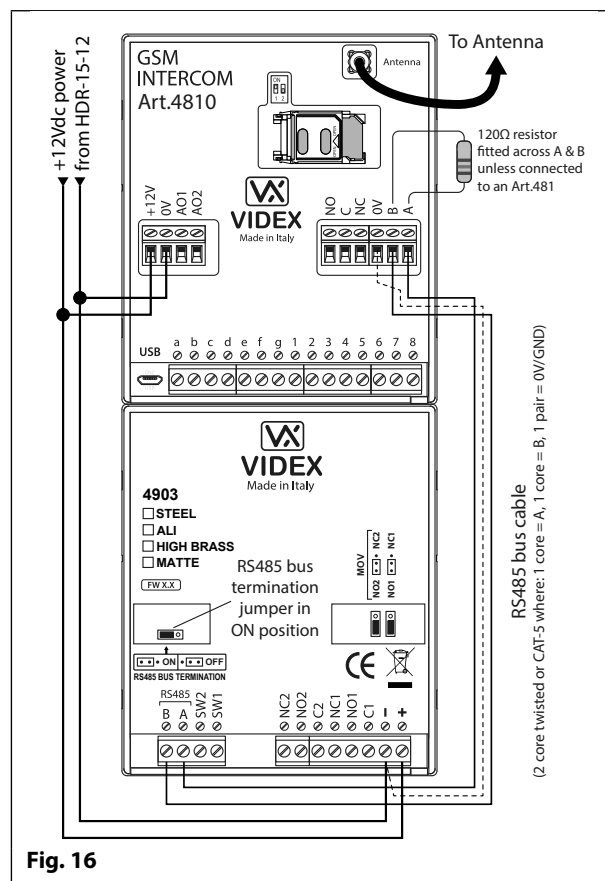 +12Vdc power
from HDR-15-12
GSM
INTERCOM
Art.4810
ON
1 2
Antenna
To Antenna
120Ω resistor
fitted across A & B
unless connected
to an Art.481
+12V
0V
AO1
AO2
VIDEX
Made in Italy
NO
C
NC
0V
B
A
USB
a b c d e f g 1 2 3 4 5 6 7 8
VIDEX
Made in Italy
4903
STEEL
ALI
HIGH BRASS
MATTE
FW X.X
RS485 bus
termination
jumper in
ON position
MOV
NO2 NC2
NO1 NC1
ON OFF
RS485 BUS TERMINATION
CE
RS485
B
A
SW2
SW1
NC2
NO2
C2
NC1
NO1
C1
–
+
RS485 bus cable
(2 core twisted or CAT-5 where: 1 core = A, 1 core = B, 1 pair = 0V/GND)
Fig. 16